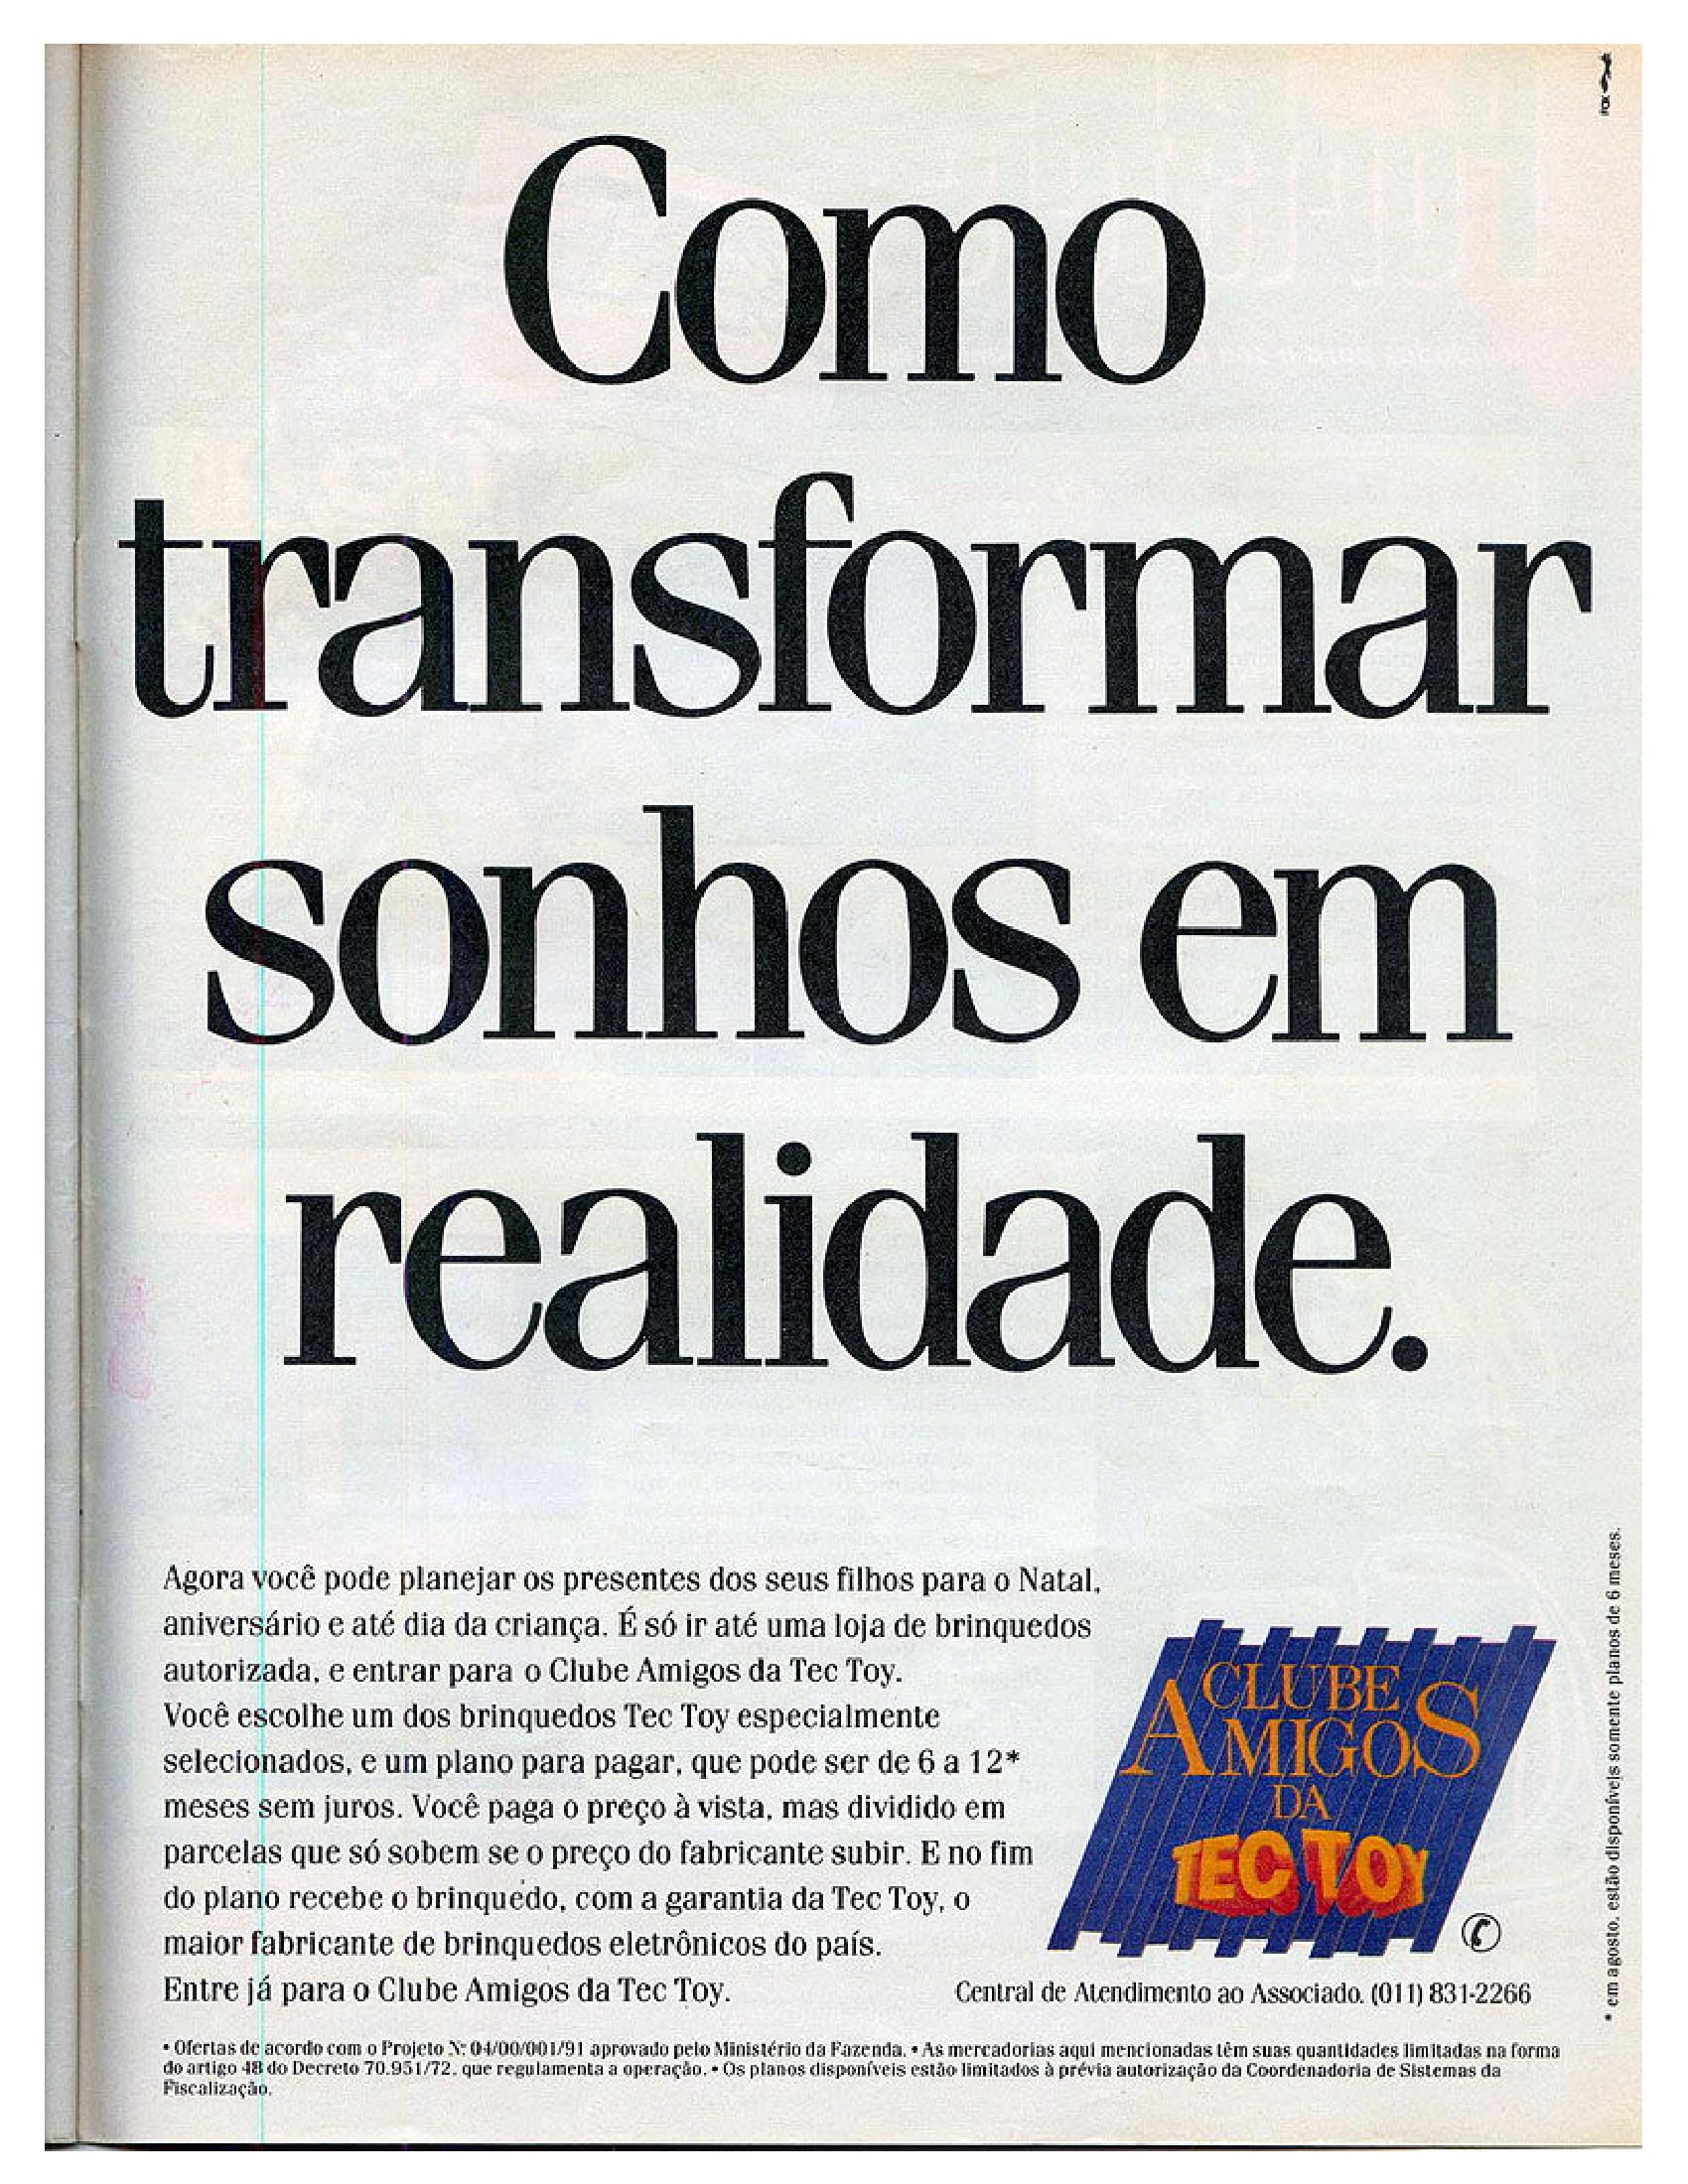 FOX
Como
transformar
sonhos em
realidade.
Agora você pode planejar os presentes dos seus filhos para o Natal,
aniversário e até dia da criança. É só ir até uma loja de brinquedos
autorizada, e entrar para o Clube Amigos da Tec Toy.
Você escolhe um dos brinquedos Tec Toy especialmente
selecionados, e um plano para pagar, que pode ser de 6 a 12*
meses sem juros. Você paga o preço à vista, mas dividido em
parcelas que só sobem se o preço do fabricante subir. E no fim
do plano recebe o brinquedo, com a garantia da Tec Toy, o
maior fabricante de brinquedos eletrônicos do país.
Entre já para o Clube Amigos da Tec Toy.
CLUBE
AMIGOS
DA
TEC TOY
Central de Atendimento ao Associado. (011) 831-2266
* em agosto, estão disponíveis somente planos de 6 meses.
• Ofertas de acordo com o Projeto Nº 04/00/001/91 aprovado pelo Ministério da Fazenda. • As mercadorias aqui mencionadas têm suas quantidades limitadas na forma
do artigo 48 do Decreto 70.951/72, que regulamenta a operação. • Os planos disponíveis estão limitados à prévia autorização da Coordenadoria de Sistemas da
Fiscalização.